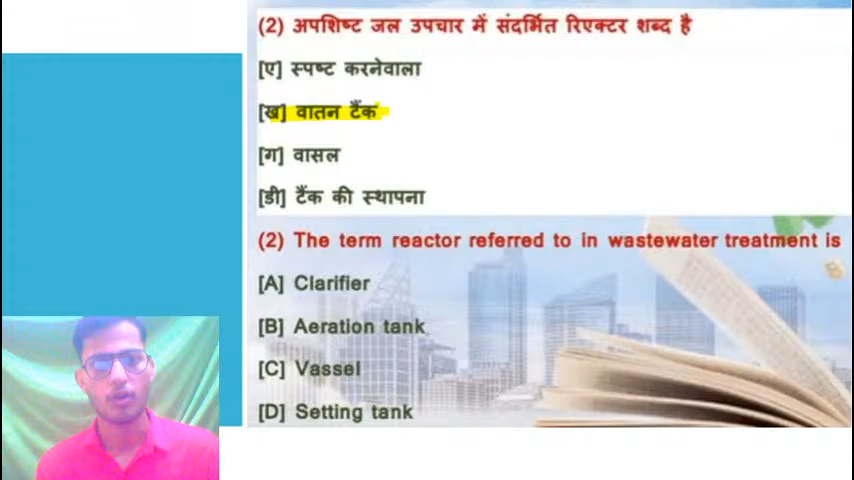 (2) अपशिष्ट जल उपचार में संदर्भित रिएक्टर शब्द है
[ए] स्पष्ट करनेवाला
[ख] वातन टैंक
[ग] वासल
[डी] टैंक की स्थापना
(2) The term reactor referred to in wastewater treatment is
[A] Clarifier
[B] Aeration tank
[C] Vassel
[D] Setting tank